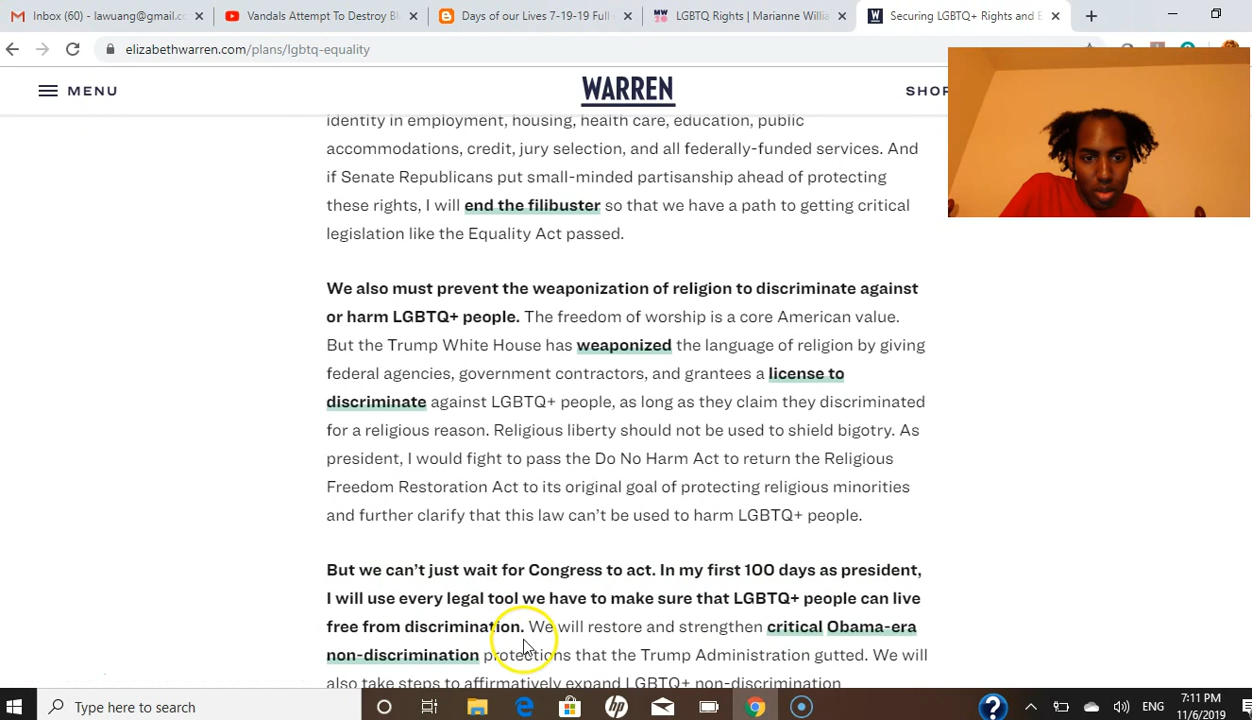 Inbox (60) - lawuang@gmail.c
Vandals Attempt To Destroy Bl
Days of our Lives 7-19-19 Full
LGBTQ Rights | Marianne Willia
Securing LGBTQ+ Rights and E
elizabethwarren.com/plans/lgbtq-equality
MENU
WARREN
SHOP
identity in employment, housing, health care, education, public
accommodations, credit, jury selection, and all federally-funded services. And
if Senate Republicans put small-minded partisanship ahead of protecting
these rights, I will end the filibuster so that we have a path to getting critical
legislation like the Equality Act passed.
We also must prevent the weaponization of religion to discriminate against
or harm LGBTQ+ people. The freedom of worship is a core American value.
But the Trump White House has weaponized the language of religion by giving
federal agencies, government contractors, and grantees a license to
discriminate against LGBTQ+ people, as long as they claim they discriminated
for a religious reason. Religious liberty should not be used to shield bigotry. As
president, I would fight to pass the Do No Harm Act to return the Religious
Freedom Restoration Act to its original goal of protecting religious minorities
and further clarify that this law can't be used to harm LGBTQ+ people.
But we can't just wait for Congress to act. In my first 100 days as president,
I will use every legal tool we have to make sure that LGBTQ+ people can live
free from discrimination. We will restore and strengthen critical Obama-era
non-discrimination protections that the Trump Administration gutted. We will
also take steps to affirmatively expand LGBTQ+ non-discrimination
Type here to search
ENG
7:11 PM
11/6/2019